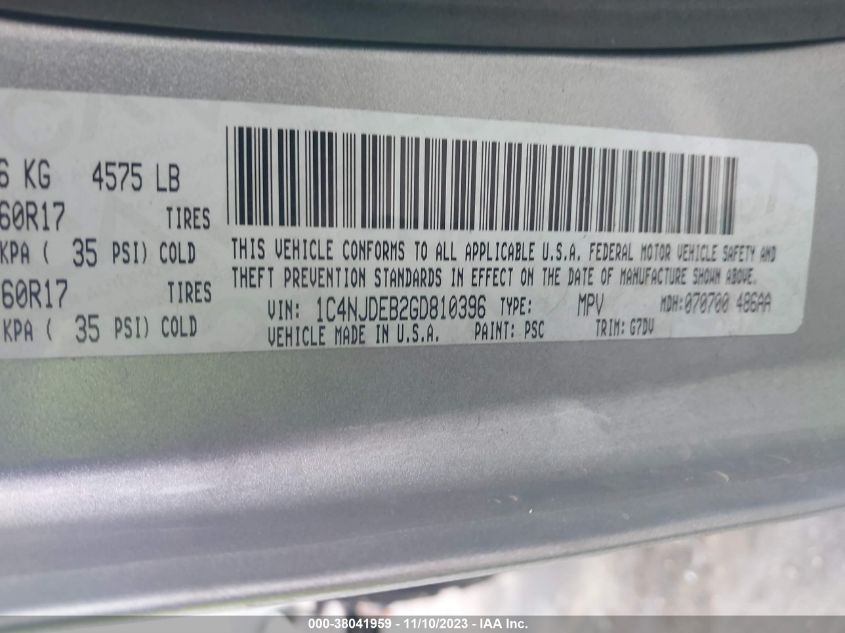 6 KG 4575 LB
60R17 TIRES
KPA ( 35 PSI) COLD
60R17 TIRES
KPA ( 35 PSI) COLD
THIS VEHICLE CONFORMS TO ALL APPLICABLE U.S.A. FEDERAL MOTOR VEHICLE SAFETY AND
THEFT PREVENTION STANDARDS IN EFFECT ON THE DATE OF MANUFACTURE SHOWN ABOVE.
VIN: 1C4NJDEB2GD810396 TYPE: MPV MDH:070700 486AA
VEHICLE MADE IN U.S.A. PAINT: PSC TRIM: G7DV
000-38041959 - 11/10/2023 - IAA Inc.